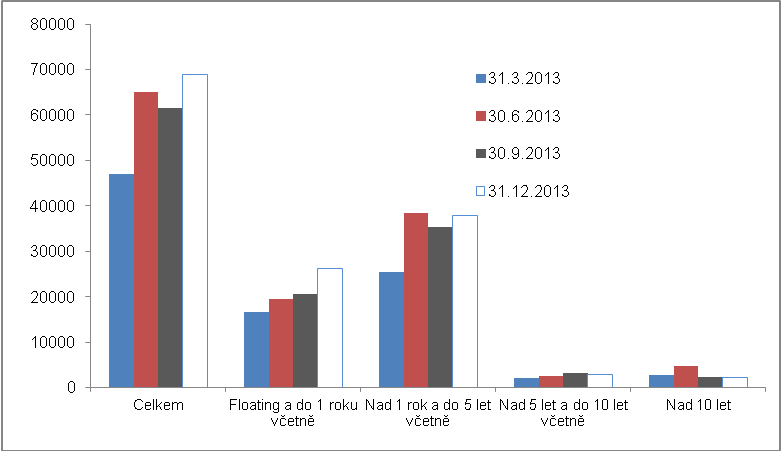 80000
70000
60000
50000
40000
30000
20000
10000
0
31.3.2013
30.6.2013
30.9.2013
31.12.2013
Celkem
Floating a do 1 roku
včetně
Nad 1 rok a do 5 let
včetně
Nad 5 let a do 10 let
včetně
Nad 10 let